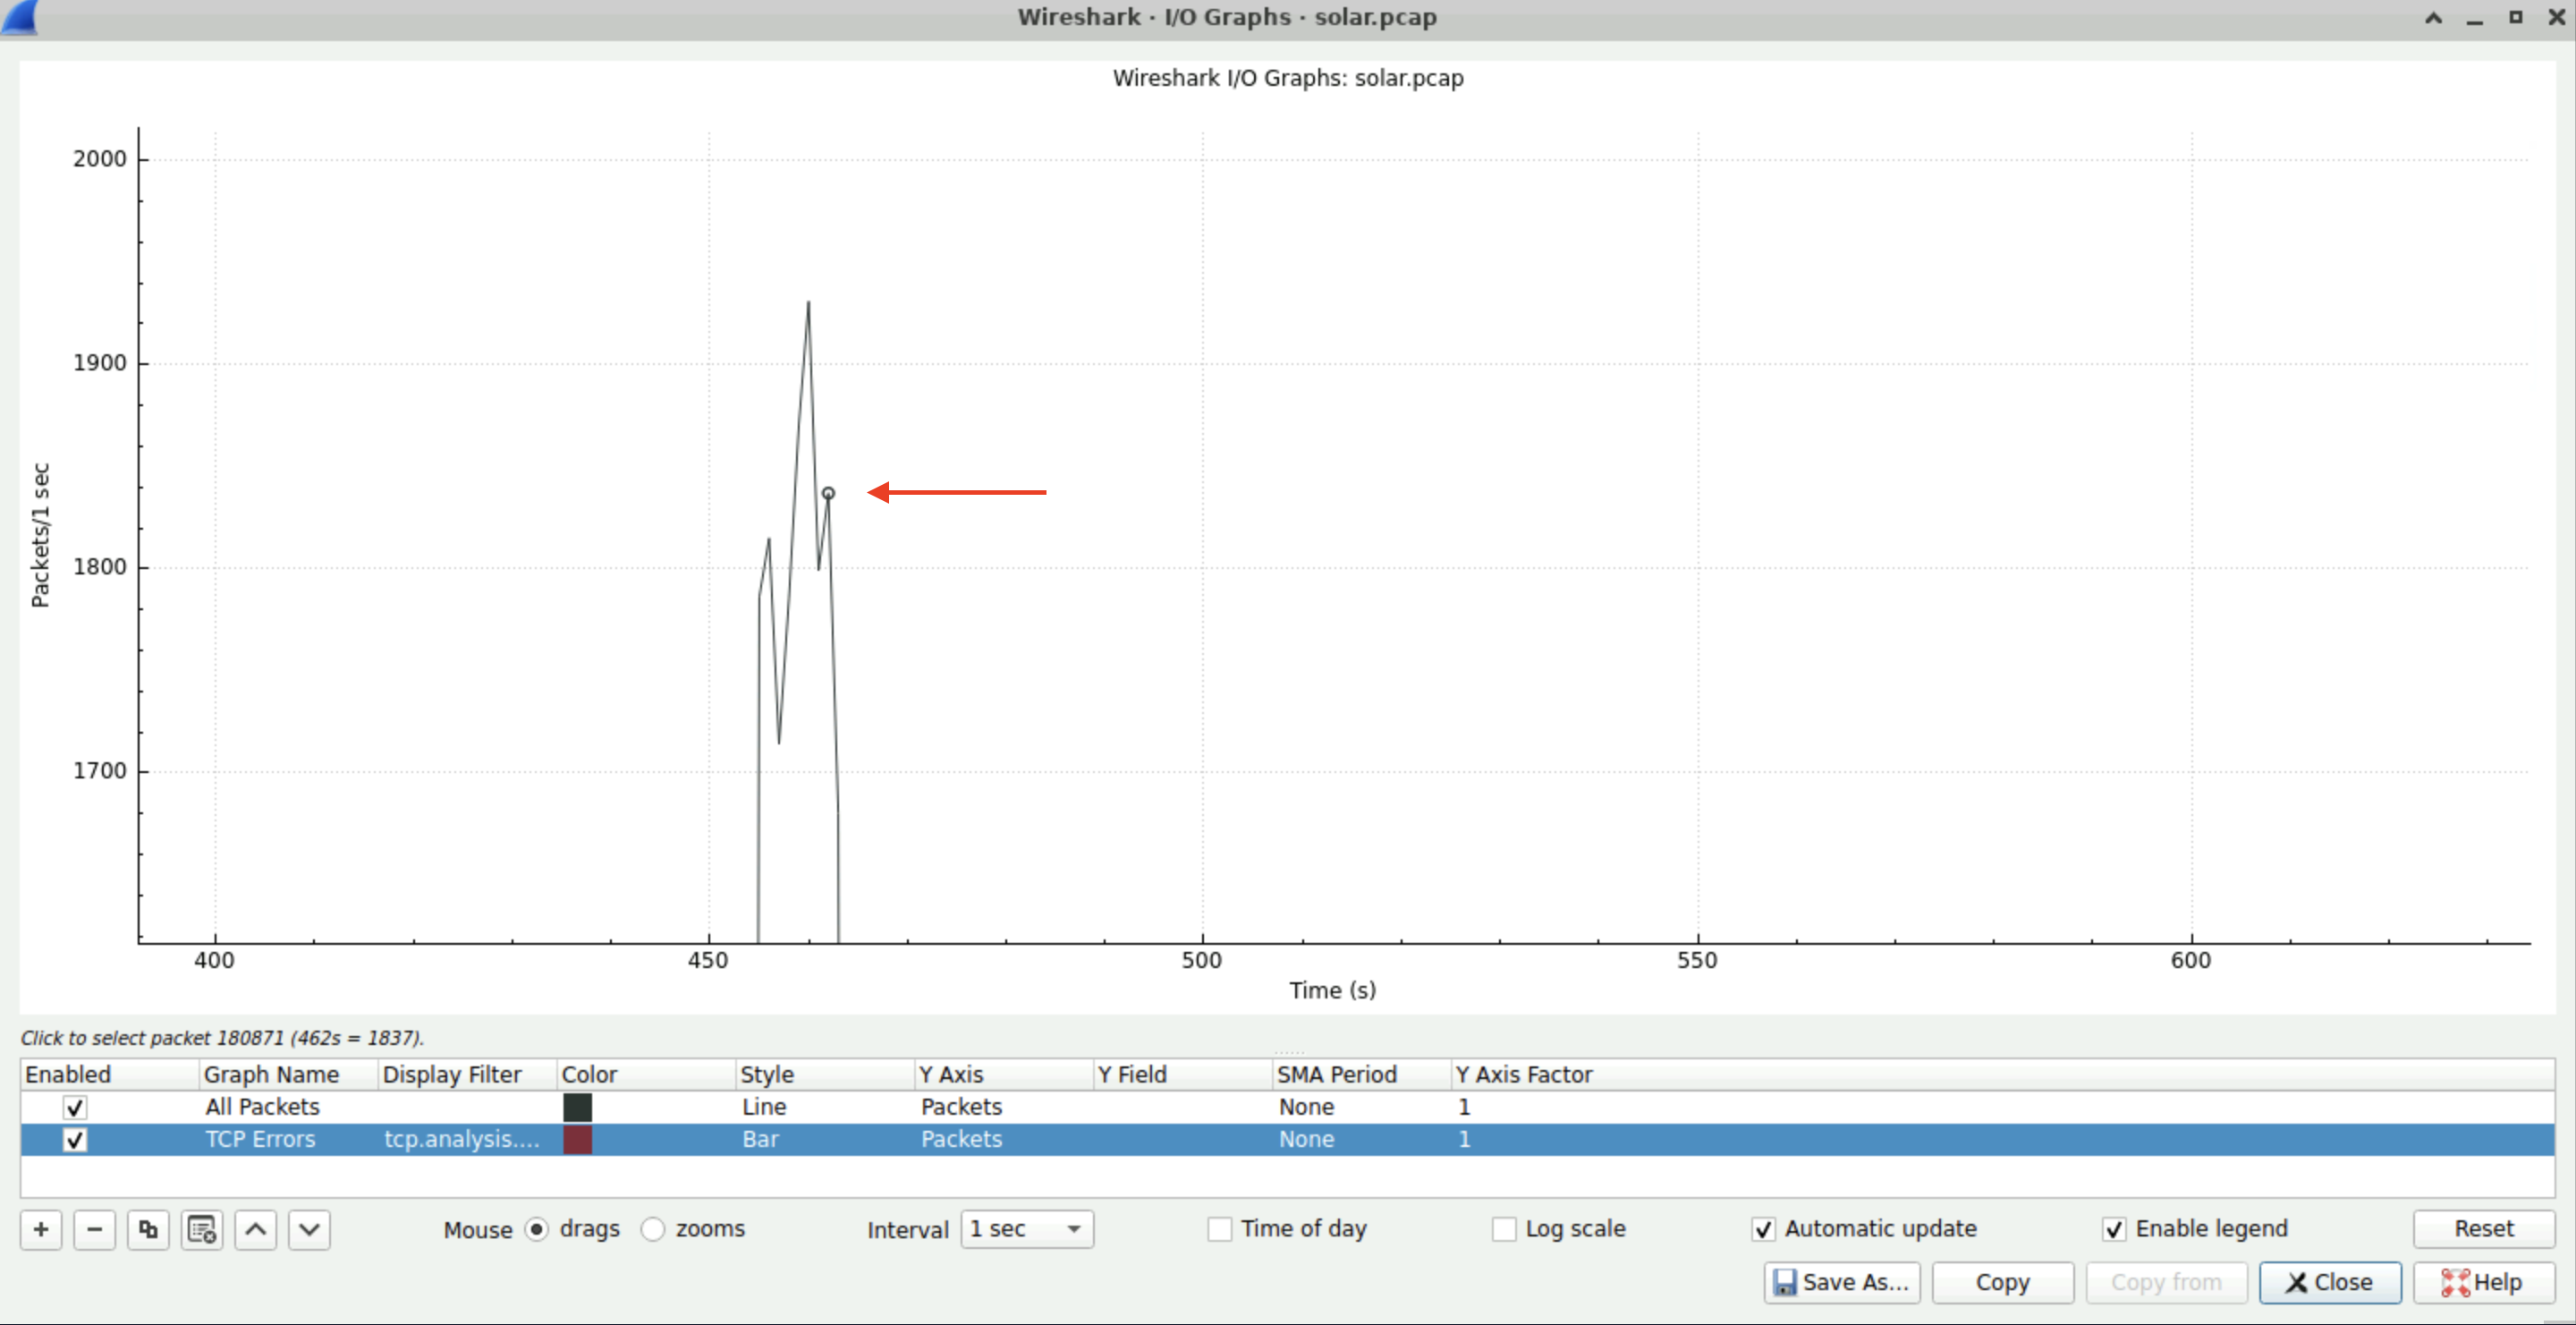 Wireshark · I/O Graphs · solar.pcap
Wireshark I/O Graphs: solar.pcap
2000
1900
1800
1700
Packets/1 sec
400 450 500 550 600
Time (s)
Click to select packet 180871 (462s = 1837).
Enabled Graph Name Display Filter Color Style Y Axis Y Field SMA Period Y Axis Factor
All Packets Line Packets None 1
TCP Errors tcp.analysis.... Bar Packets None 1
Mouse drags zooms Interval 1 sec Time of day Log scale Automatic update Enable legend Reset
Save As... Copy Copy from Close Help